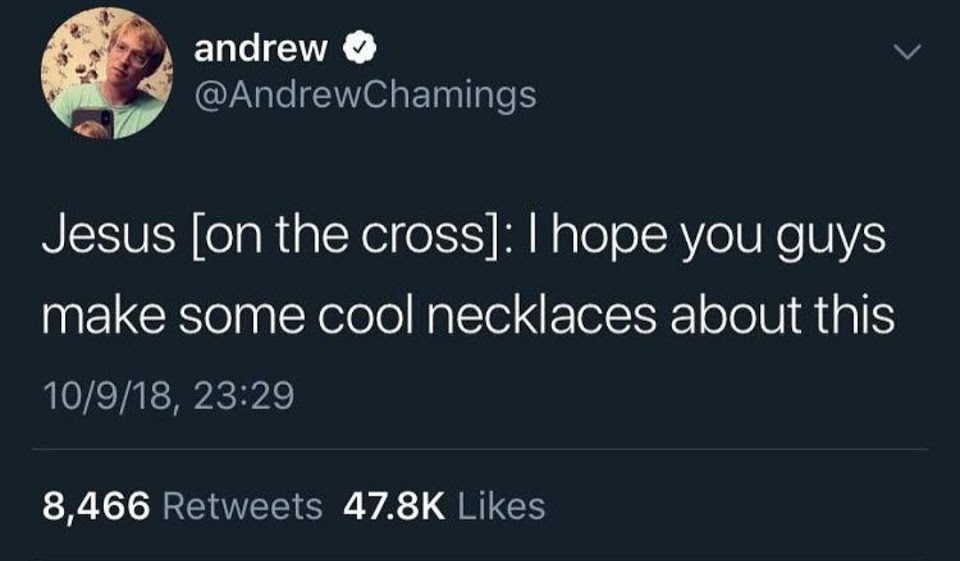 andrew
@AndrewChamings
Jesus [on the cross]: I hope you guys
make some cool necklaces about this
10/9/18, 23:29
8,466 Retweets 47.8K Likes